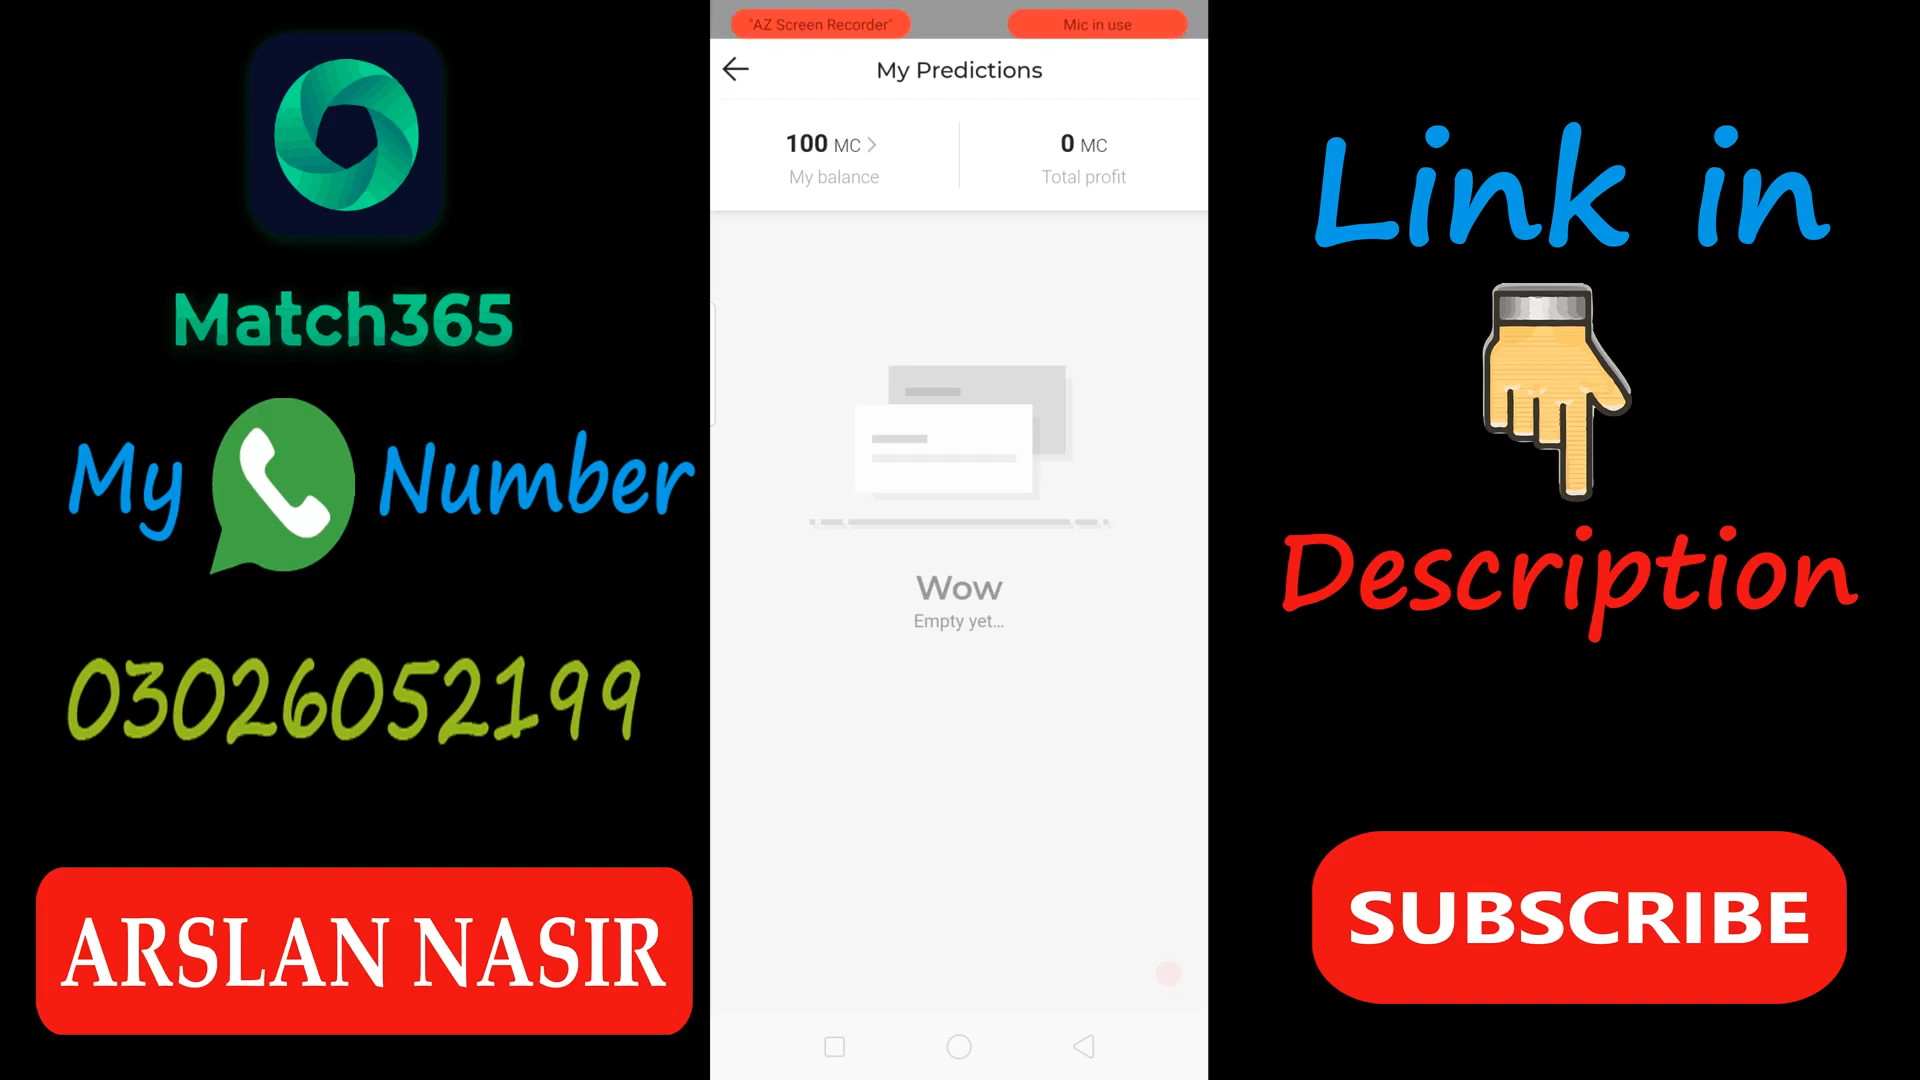 Match365
My Number
03026052199
ARSLAN NASIR
"AZ Screen Recorder"
Mic in use
My Predictions
100 MC
My balance
0 MC
Total profit
Wow
Empty yet...
Link in
Description
SUBSCRIBE